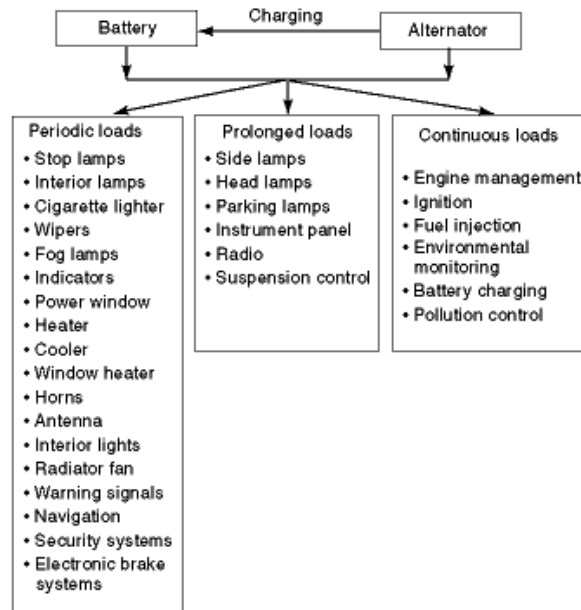 Charging
Battery
Alternator
Periodic loads
• Stop lamps
• Interior lamps
• Cigarette lighter
• Wipers
• Fog lamps
• Indicators
• Power window
• Heater
• Cooler
• Window heater
• Horns
• Antenna
• Interior lights
• Radiator fan
• Warning signals
• Navigation
• Security systems
• Electronic brake
systems
Prolonged loads
• Side lamps
• Head lamps
• Parking lamps
• Instrument panel
• Radio
• Suspension control
Continuous loads
• Engine management
• Ignition
• Fuel injection
• Environmental
monitoring
• Battery charging
• Pollution control